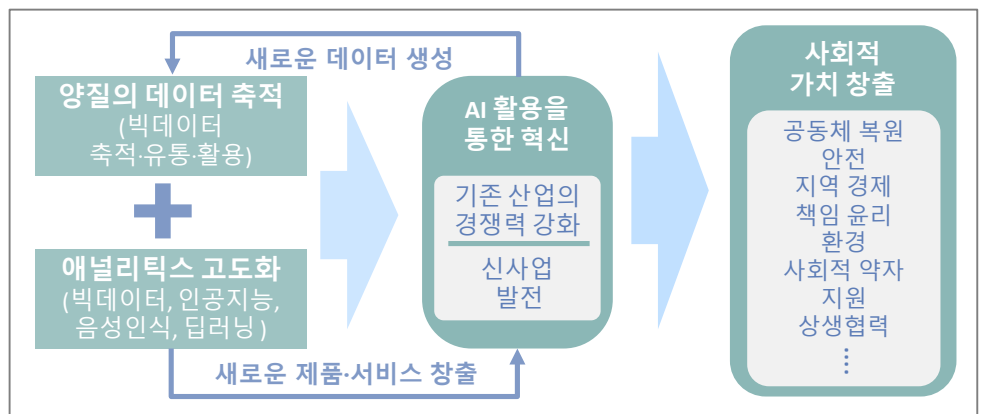 새로운 데이터 생성
양질의 데이터 축적
(빅데이터
축적·유통·활용)
애널리틱스 고도화
(빅데이터, 인공지능,
음성인식, 딥러닝)
새로운 제품·서비스 창출
AI 활용을
통한 혁신
기존 산업의
경쟁력 강화
신사업
발전
사회적
가치 창출
공동체 복원
안전
지역 경제
책임 윤리
환경
사회적 약자
지원
상생협력